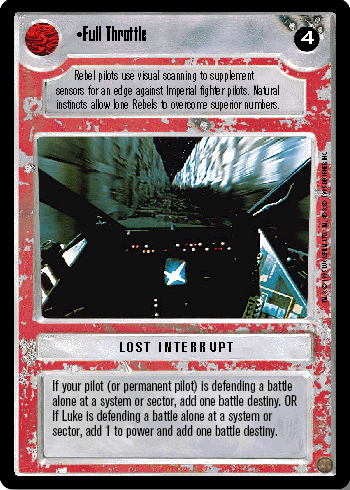 •Full Throttle
4
Rebel pilots use visual scanning to supplement
sensors for an edge against Imperial fighter pilots. Natural
instincts allow lone Rebels to overcome superior numbers.
LOST INTERRUPT
If your pilot (or permanent pilot) is defending a battle
alone at a system or sector, add one battle destiny. OR
If Luke is defending a battle alone at a system or
sector, add 1 to power and add one battle destiny.